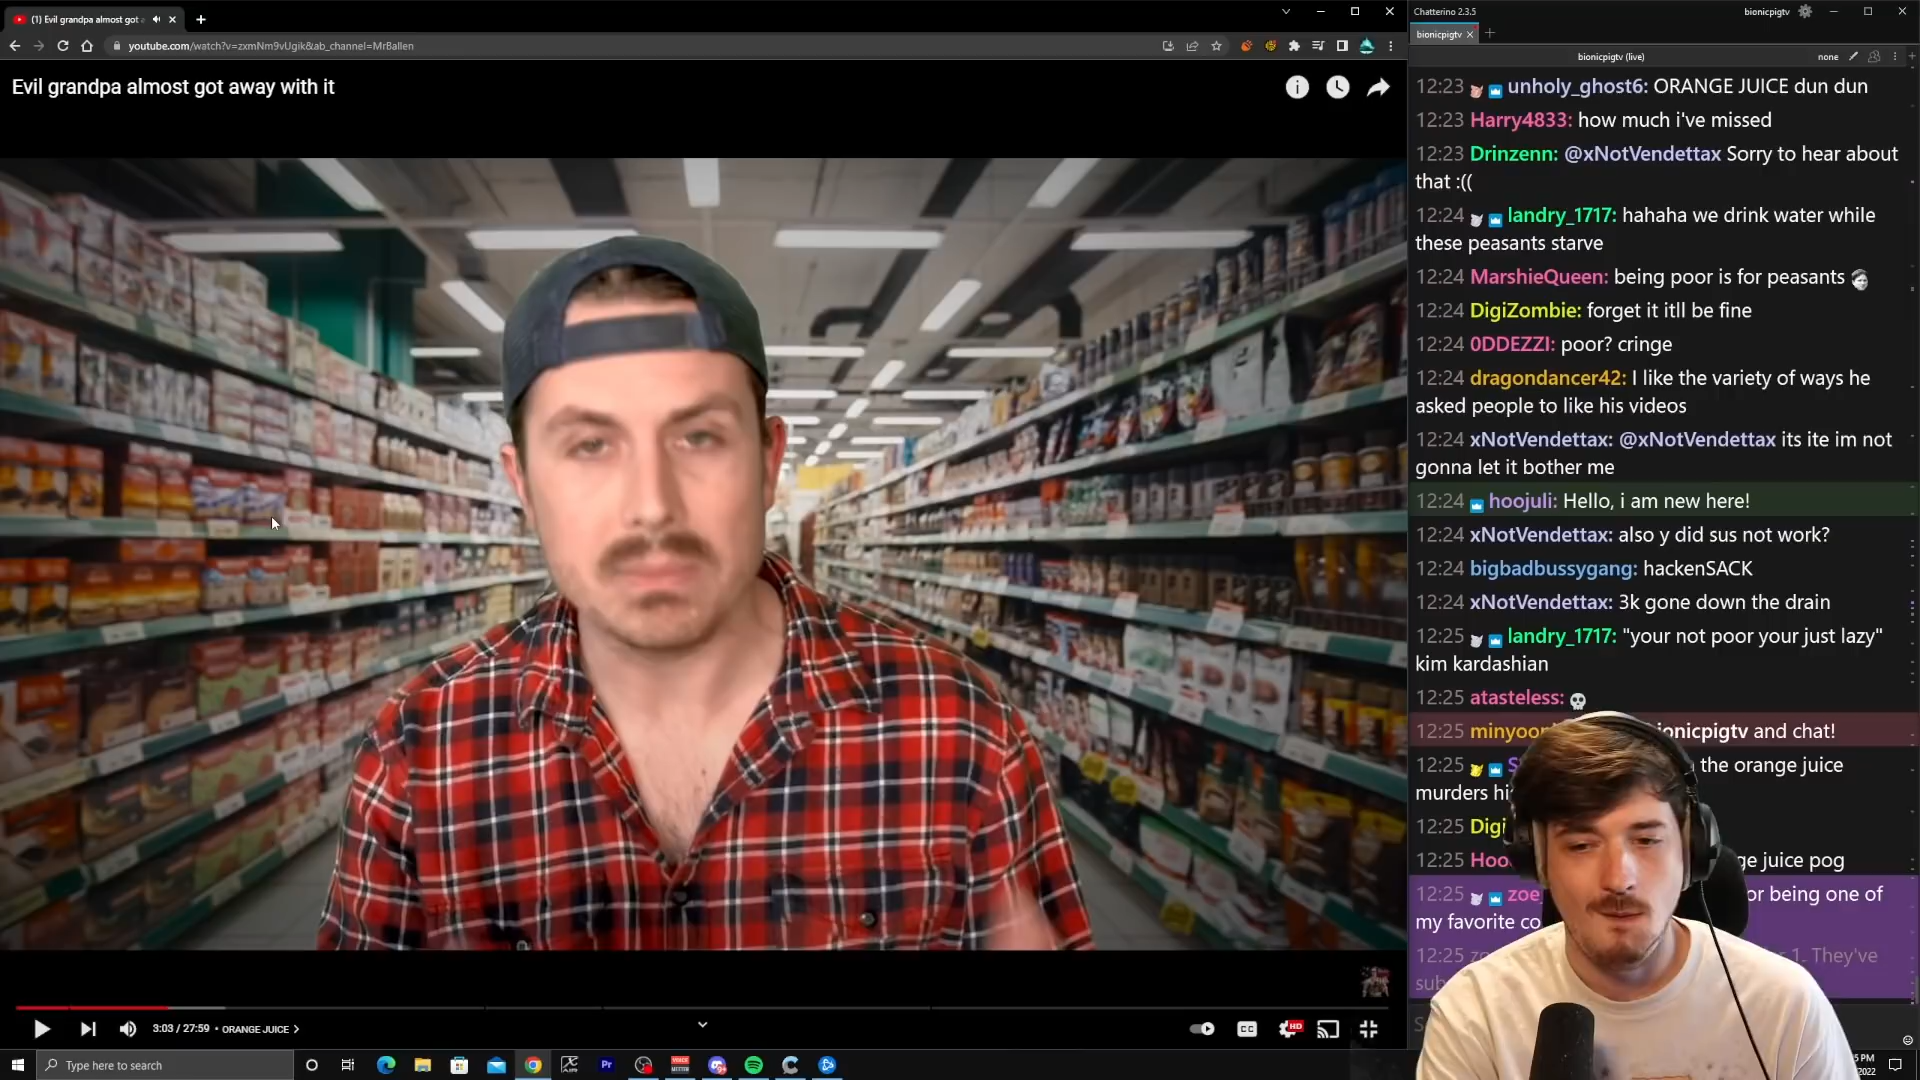 (1) Evil grandpa almost got a
youtube.com/watch?v=zxmNm9vUgik&ab_channel=MrBallen
Evil grandpa almost got away with it
3:03 / 27:59 • ORANGE JUICE
CC
HD
Type here to search
Pr
Chatterino 2.3.5
bionicpigtv
bionicpigtv
bionicpigtv (live)
none
12:23 unholy_ghost6: ORANGE JUICE dun dun
12:23 Harry4833: how much i've missed
12:23 Drinzenn: @xNotVendettax Sorry to hear about
that :((
12:24 landry_1717: hahaha we drink water while
these peasants starve
12:24 MarshieQueen: being poor is for peasants
12:24 DigiZombie: forget it itll be fine
12:24 0DDEZZI: poor? cringe
12:24 dragondancer42: I like the variety of ways he
asked people to like his videos
12:24 xNotVendettax: @xNotVendettax its ite im not
gonna let it bother me
12:24 hoojuli: Hello, i am new here!
12:24 xNotVendettax: also y did sus not work?
12:24 bigbadbussygang: hackenSACK
12:24 xNotVendettax: 3k gone down the drain
12:25 landry_1717: "your not poor your just lazy"
kim kardashian
12:25 atasteless:
12:25 minyoon ionicpigtv and chat!
12:25 the orange juice
murders hi
12:25 Digi
12:25 Hoo ge juice pog
12:25 zoe or being one of
my favorite co
12:25 zo 1. They've
sub
PM
2022